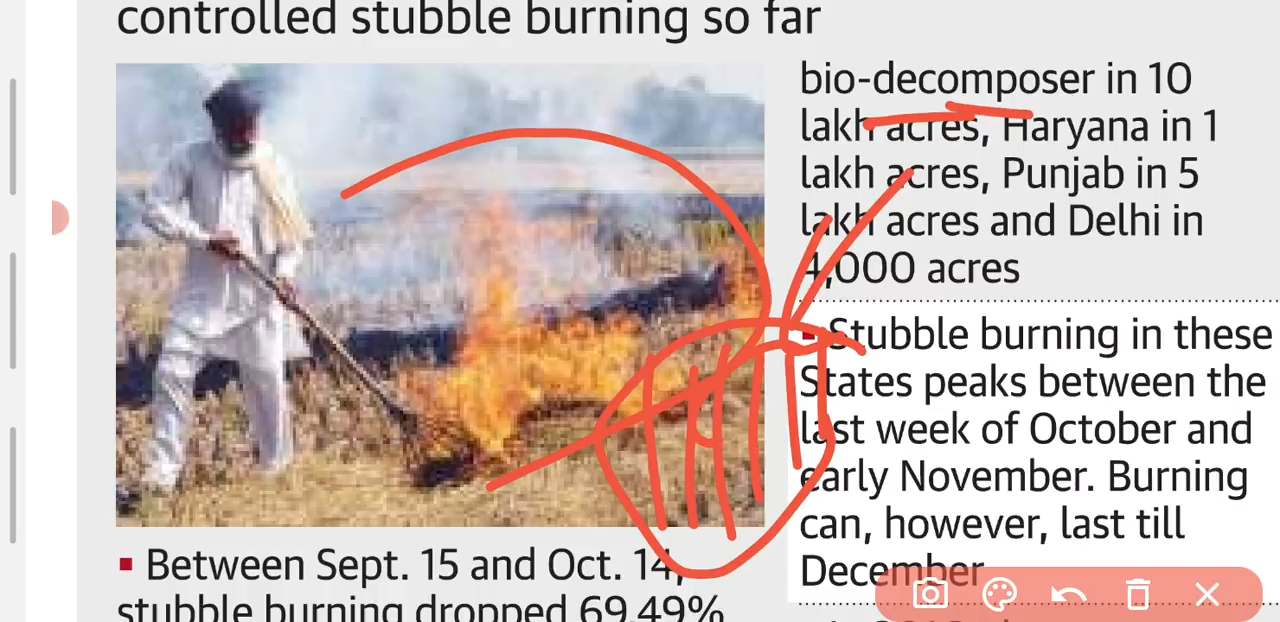 controlled stubble burning so far
bio-decomposer in 10
lakh acres, Haryana in 1
lakh acres, Punjab in 5
lakh acres and Delhi in
4,000 acres
▪ Stubble burning in these
States peaks between the
last week of October and
early November. Burning
can, however, last till
December
▪ Between Sept. 15 and Oct. 14,
stubble burning dropped 69.49%